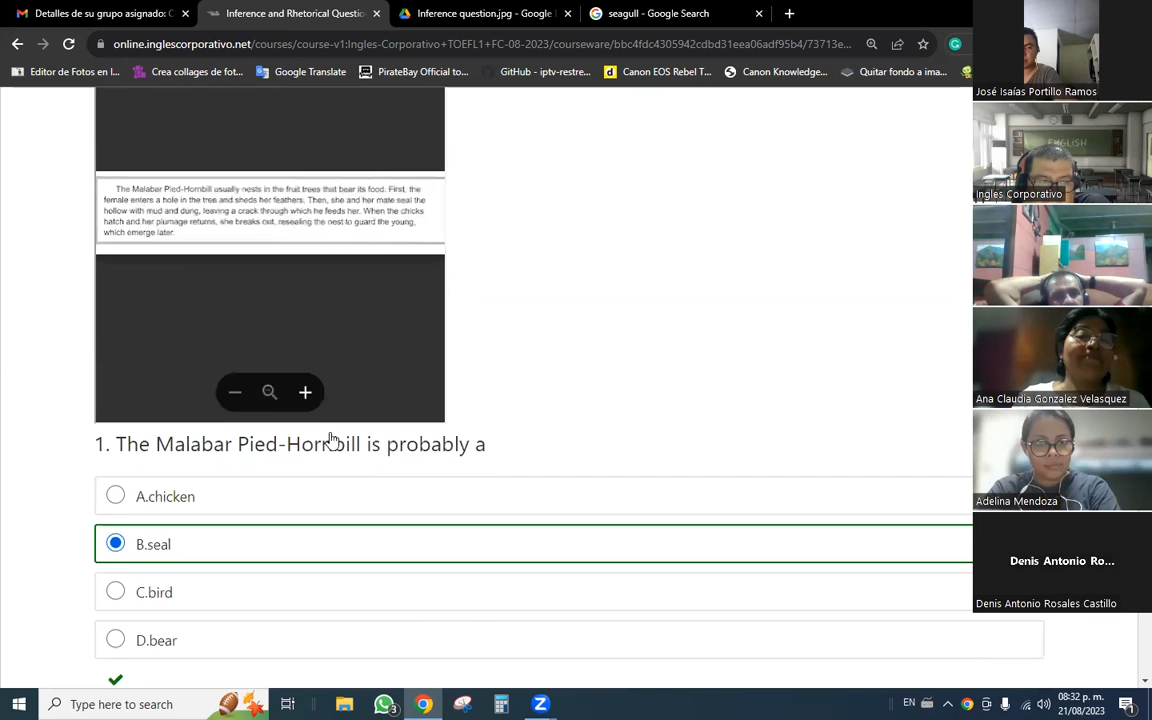 Detalles de su grupo asignado: C
Inference and Rhetorical Questio
Inference question.jpg - Google
seagull - Google Search
online.inglescorporativo.net/courses/course-v1:Ingles-Corporativo+TOEFL1+FC-08-2023/courseware/bbc4fdc4305942cdbd31eea06adf95b4/73713e...
Editor de Fotos en l...
Crea collages de fot...
Google Translate
PirateBay Official to...
GitHub - iptv-restre...
Canon EOS Rebel T...
Canon Knowledge...
Quitar fondo a ima...
José Isaías Portillo Ramos
ENGLISH
Ingles Corporativo
Ana Claudia Gonzalez Velasquez
Adelina Mendoza
Denis Antonio Ro...
Denis Antonio Rosales Castillo
The Malabar Pied-Hornbill usually nests in the fruit trees that bear its food. First, the
female enters a hole in the tree and sheds her feathers. Then, she and her mate seal the
hollow with mud and dung, leaving a crack through which he feeds her. When the chicks
hatch and her plumage returns, she breaks out, resealing the nest to guard the young,
which emerge later.
1. The Malabar Pied-Hornbill is probably a
A.chicken
B.seal
C.bird
D.bear
Type here to search
3
EN
08:32 p. m.
21/08/2023
1